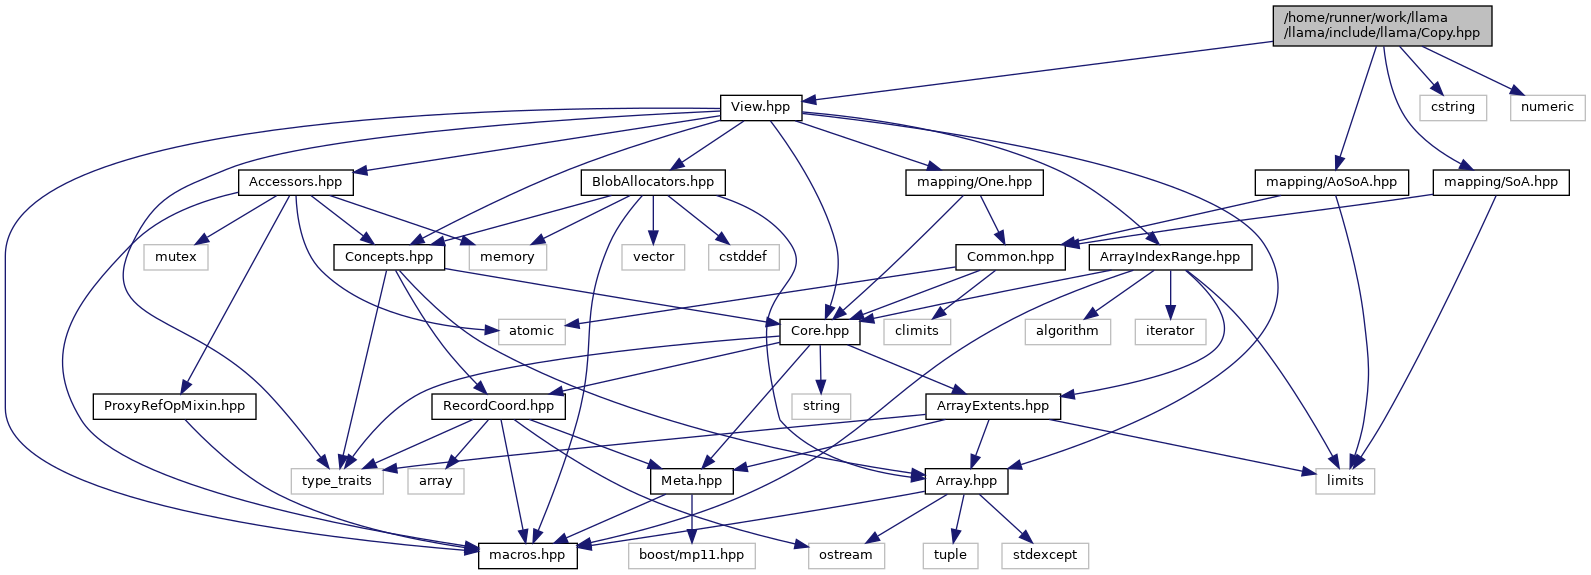 /home/runner/work/llama
/llama/include/llama/Copy.hpp
View.hpp
cstring
numeric
Accessors.hpp
BlobAllocators.hpp
mapping/One.hpp
mapping/AoSoA.hpp
mapping/SoA.hpp
mutex
Concepts.hpp
memory
vector
cstddef
Common.hpp
ArrayIndexRange.hpp
atomic
Core.hpp
climits
algorithm
iterator
ProxyRefOpMixin.hpp
RecordCoord.hpp
string
ArrayExtents.hpp
type_traits
array
Meta.hpp
Array.hpp
limits
macros.hpp
boost/mp11.hpp
ostream
tuple
stdexcept